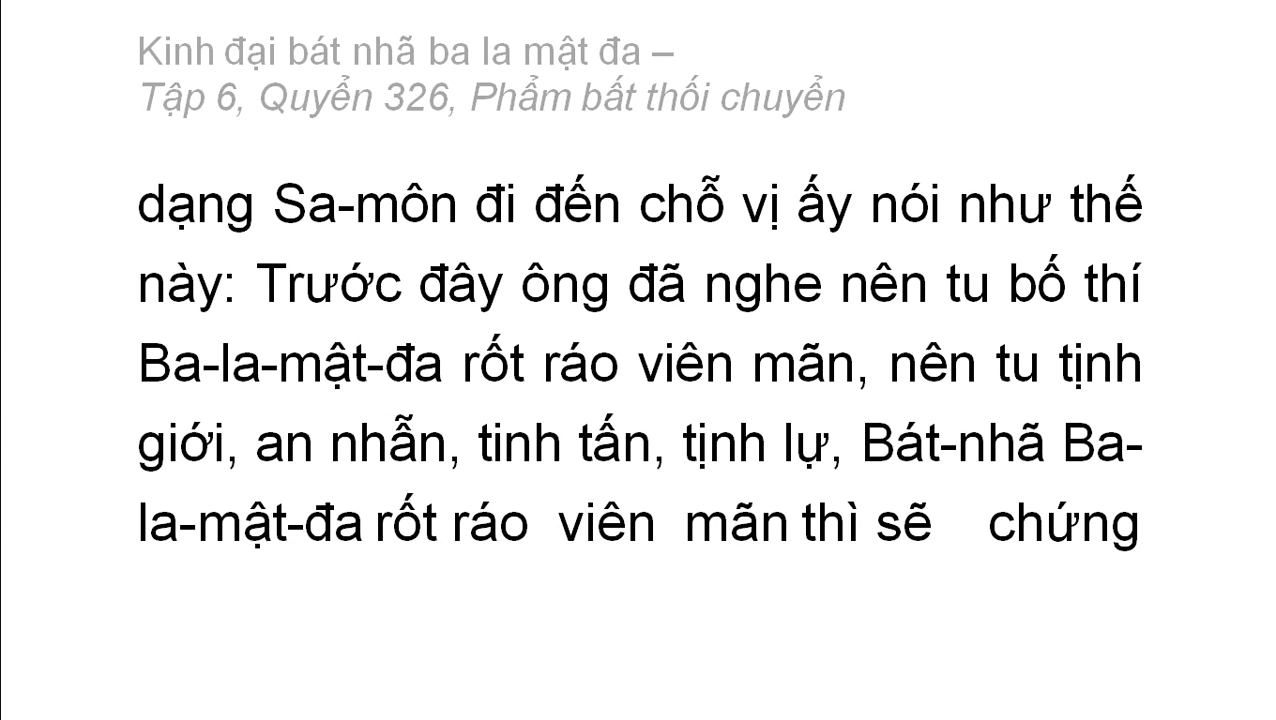 Kinh đại bát nhã ba la mật đa –
Tập 6, Quyển 326, Phẩm bất thối chuyển
dạng Sa-môn đi đến chỗ vị ấy nói như thế
này: Trước đây ông đã nghe nên tu bố thí
Ba-la-mật-đa rốt ráo viên mãn, nên tu tịnh
giới, an nhẫn, tinh tấn, tịnh lự, Bát-nhã Ba-
la-mật-đa rốt ráo viên mãn thì sẽ chứng